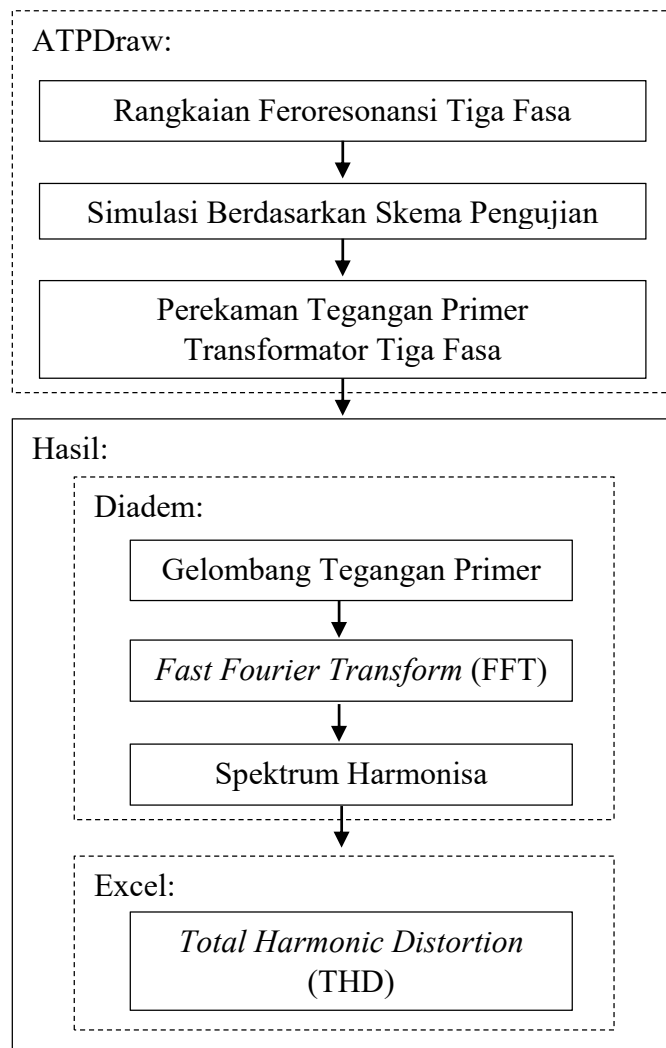 ATPDraw:
Rangkaian Feroresonansi Tiga Fasa
Simulasi Berdasarkan Skema Pengujian
Perekaman Tegangan Primer
Transformator Tiga Fasa
Hasil:
Diadem:
Gelombang Tegangan Primer
Fast Fourier Transform (FFT)
Spektrum Harmonisa
Excel:
Total Harmonic Distortion
(THD)